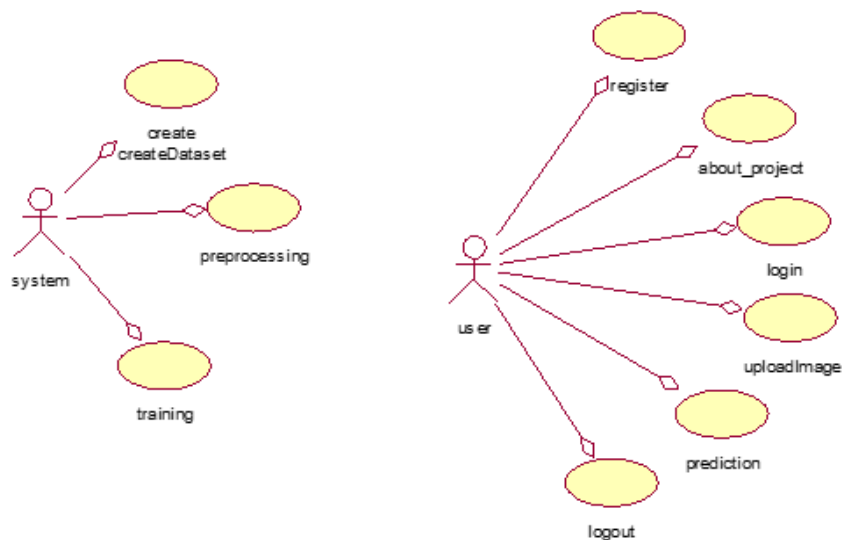 create
createDataset
preprocessing
system
training
register
about_project
login
user
uploadImage
prediction
logout